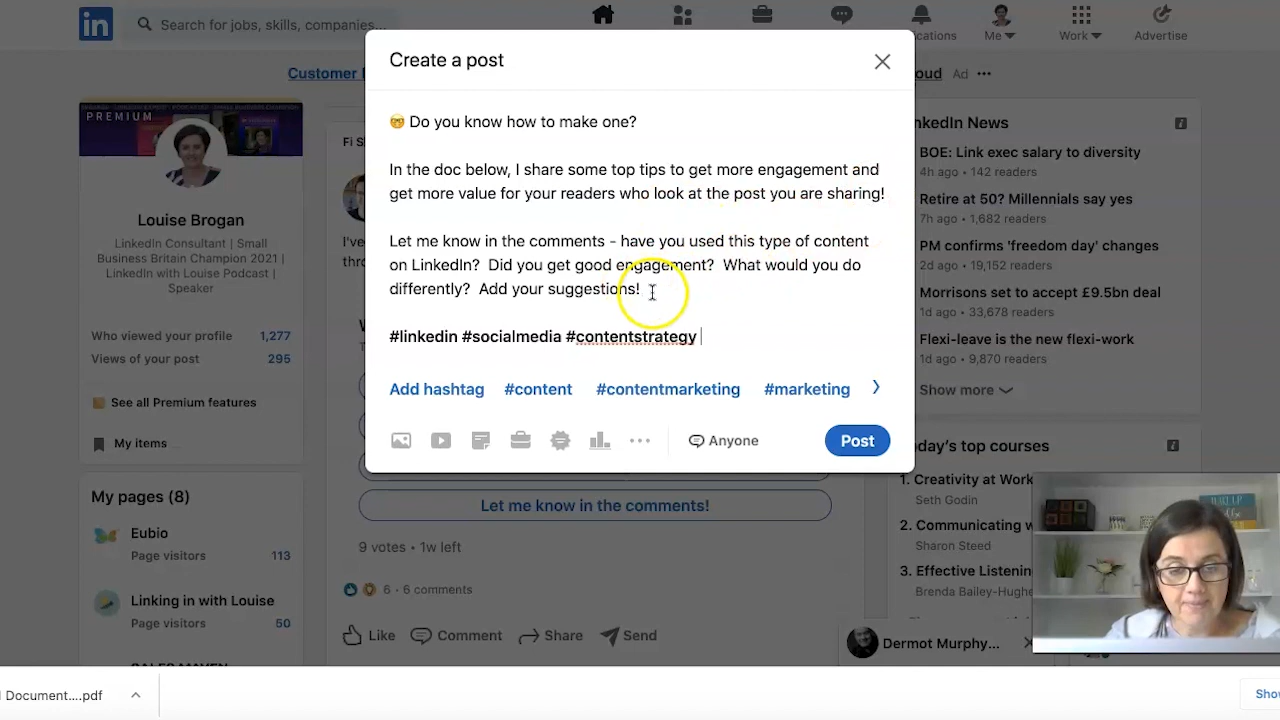 in
Search for jobs, skills, companies...
Me
Work
Advertise
Ad
PREMIUM
Louise Brogan
LinkedIn Consultant | Small
Business Britain Champion 2021 |
LinkedIn with Louise Podcast |
Speaker
Who viewed your profile 1,277
Views of your post 295
See all Premium features
My items
My pages (8)
Eubio
Page visitors 113
Linking in with Louise
Page visitors 50
Create a post
🤓 Do you know how to make one?
In the doc below, I share some top tips to get more engagement and
get more value for your readers who look at the post you are sharing!
Let me know in the comments - have you used this type of content
on LinkedIn?  Did you get good engagement?  What would you do
differently?  Add your suggestions!
#linkedin #socialmedia #contentstrategy
Add hashtag #content #contentmarketing #marketing
Anyone
Post
Let me know in the comments!
9 votes • 1w left
6 • 6 comments
Like Comment Share Send
BOE: Link exec salary to diversity
4h ago • 142 readers
Retire at 50? Millennials say yes
7h ago • 1,682 readers
PM confirms 'freedom day' changes
2d ago • 19,152 readers
Morrisons set to accept £9.5bn deal
1d ago • 33,678 readers
Flexi-leave is the new flexi-work
1d ago • 9,870 readers
Show more
day's top courses
1. Creativity at Work
Seth Godin
2. Communicating
Sharon Steed
3. Effective Listening
Brenda Bailey-Hughe
Dermot Murphy...
Document....pdf